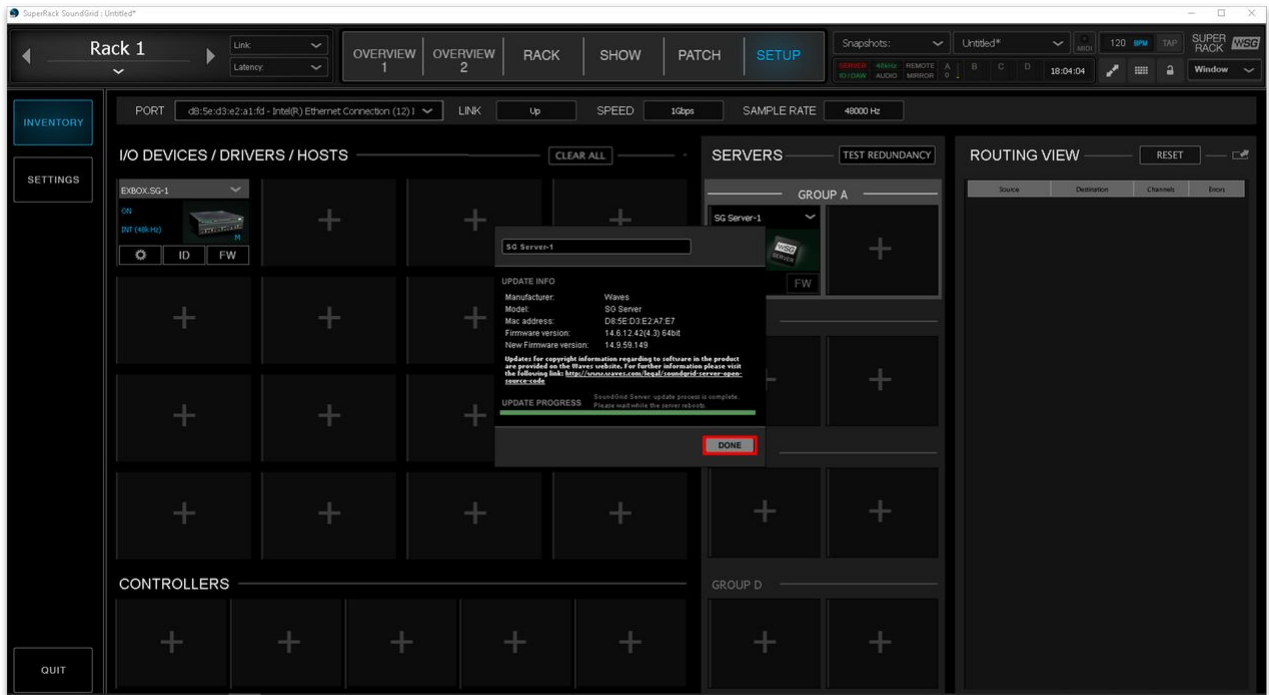 SuperRack SoundGrid : Untitled*
Rack 1
Link:
Latency:
OVERVIEW 1
OVERVIEW 2
RACK
SHOW
PATCH
SETUP
Snapshots:
Untitled*
MIDI
120 BPM TAP
SUPER RACK WSG
SERVER 48kHz REMOTE A B C D
IO/DAW AUDIO MIRROR 0
18:04:04
Window
INVENTORY
SETTINGS
QUIT
PORT d8:5e:d3:e2:a1:fd - Intel(R) Ethernet Connection (12) I
LINK Up
SPEED 1Gbps
SAMPLE RATE 48000 Hz
I/O DEVICES / DRIVERS / HOSTS
CLEAR ALL
SERVERS
TEST REDUNDANCY
ROUTING VIEW
RESET
Source Destination Channels Errors
EXBOX.SG-1
ON
INT (48k Hz)
M
ID FW
GROUP A
SG Server-1
WSG
SERVER
FW
SG Server-1
UPDATE INFO
Manufacturer: Waves
Model: SG Server
Mac address: D8:5E:D3:E2:A7:E7
Firmware version: 14.6.12.42(4.3) 64bit
New Firmware version: 14.9.59.149
Updates for copyright information regarding to software in the product
are provided on the Waves website. For further information please visit
the following link: http://www.waves.com/legal/soundgrid-server-open-
source-code
UPDATE PROGRESS
SoundGrid Server: update process is complete.
Please wait while the server reboots.
DONE
CONTROLLERS
GROUP D